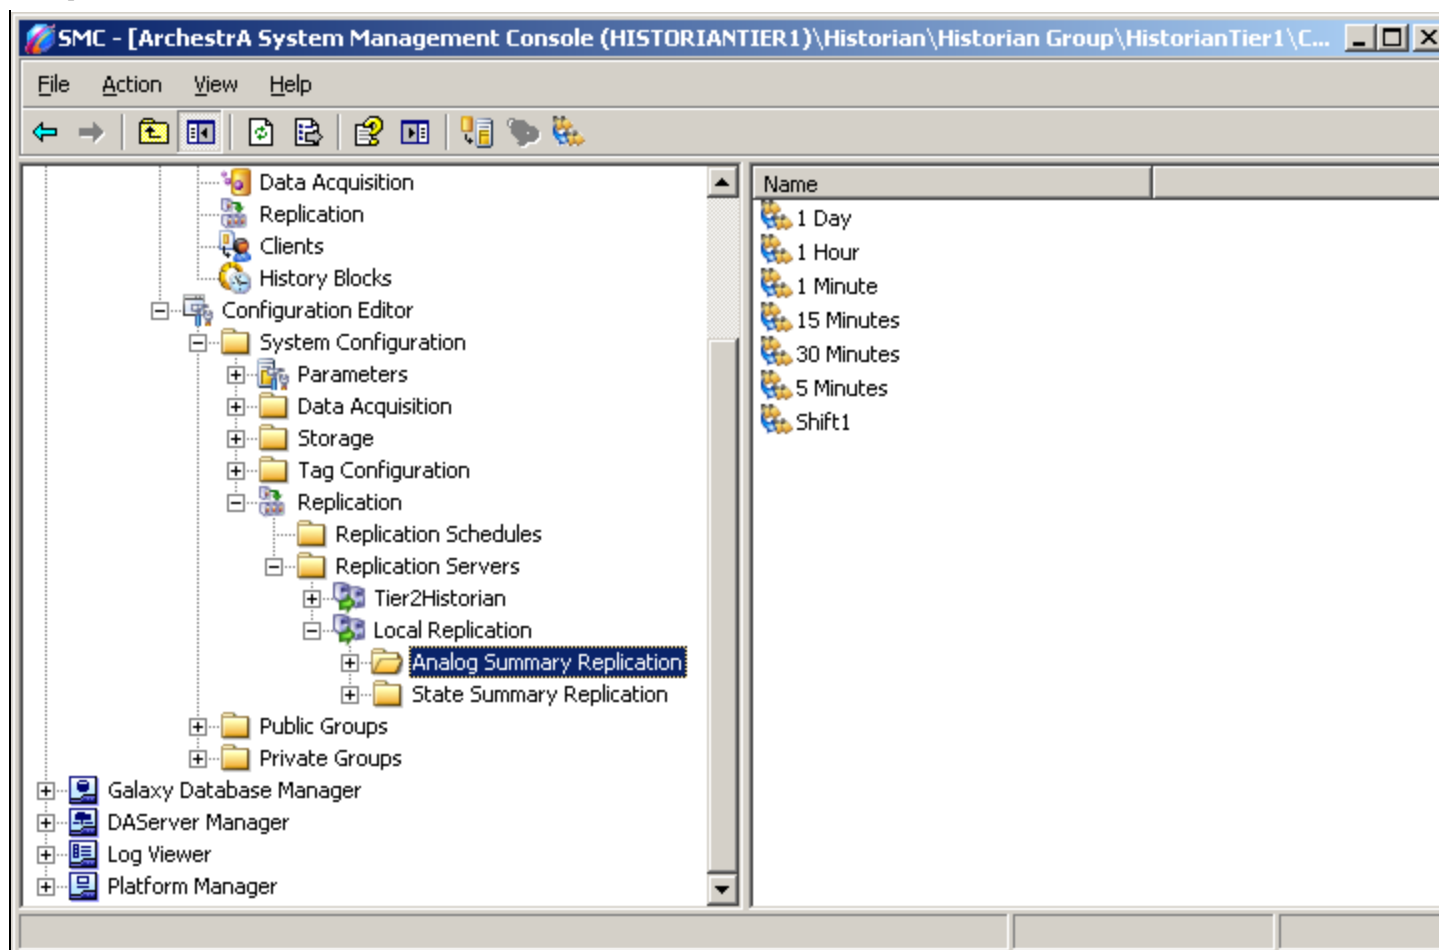 SMC - [ArchestrA System Management Console (HISTORIANTIER1)\Historian\Historian Group\HistorianTier1\C...
File Action View Help
Data Acquisition
Replication
Clients
History Blocks
Configuration Editor
System Configuration
Parameters
Data Acquisition
Storage
Tag Configuration
Replication
Replication Schedules
Replication Servers
Tier2Historian
Local Replication
Analog Summary Replication
State Summary Replication
Public Groups
Private Groups
Galaxy Database Manager
DAServer Manager
Log Viewer
Platform Manager
Name
1 Day
1 Hour
1 Minute
15 Minutes
30 Minutes
5 Minutes
Shift1